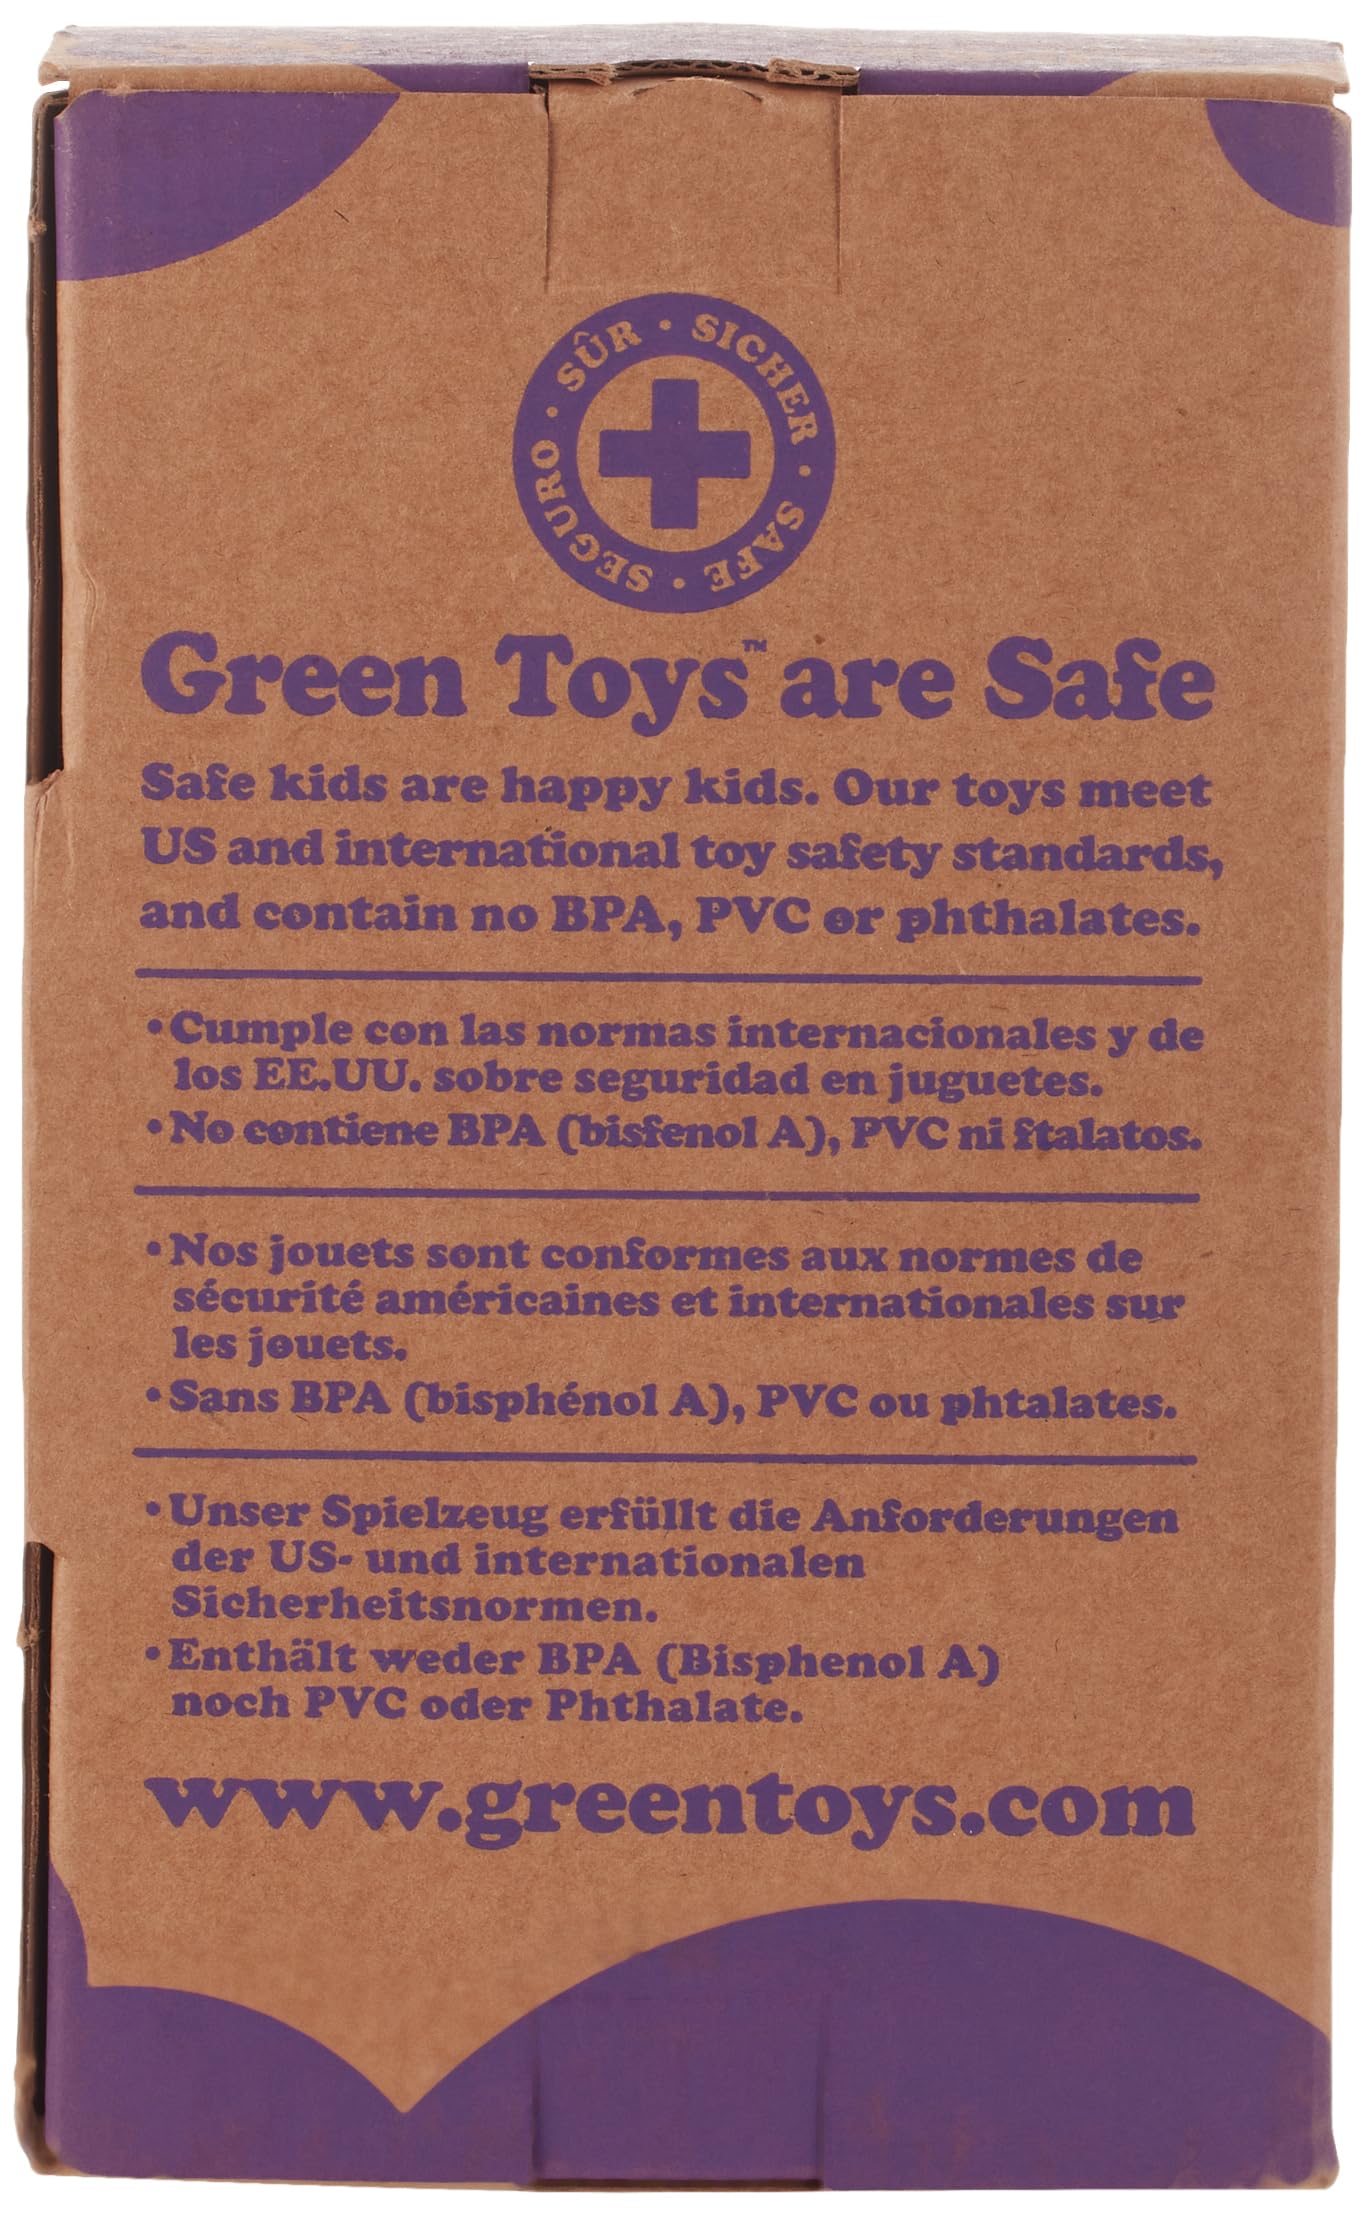 SEGURO · SÛR · SICHER · SAFE ·
Green Toys™ are Safe
Safe kids are happy kids. Our toys meet
US and international toy safety standards,
and contain no BPA, PVC or phthalates.
• Cumple con las normas internacionales y de
los EE.UU. sobre seguridad en juguetes.
• No contiene BPA (bisfenol A), PVC ni ftalatos.
• Nos jouets sont conformes aux normes de
sécurité américaines et internationales sur
les jouets.
• Sans BPA (bisphénol A), PVC ou phtalates.
• Unser Spielzeug erfüllt die Anforderungen
der US- und internationalen
Sicherheitsnormen.
• Enthält weder BPA (Bisphenol A)
noch PVC oder Phthalate.
www.greentoys.com